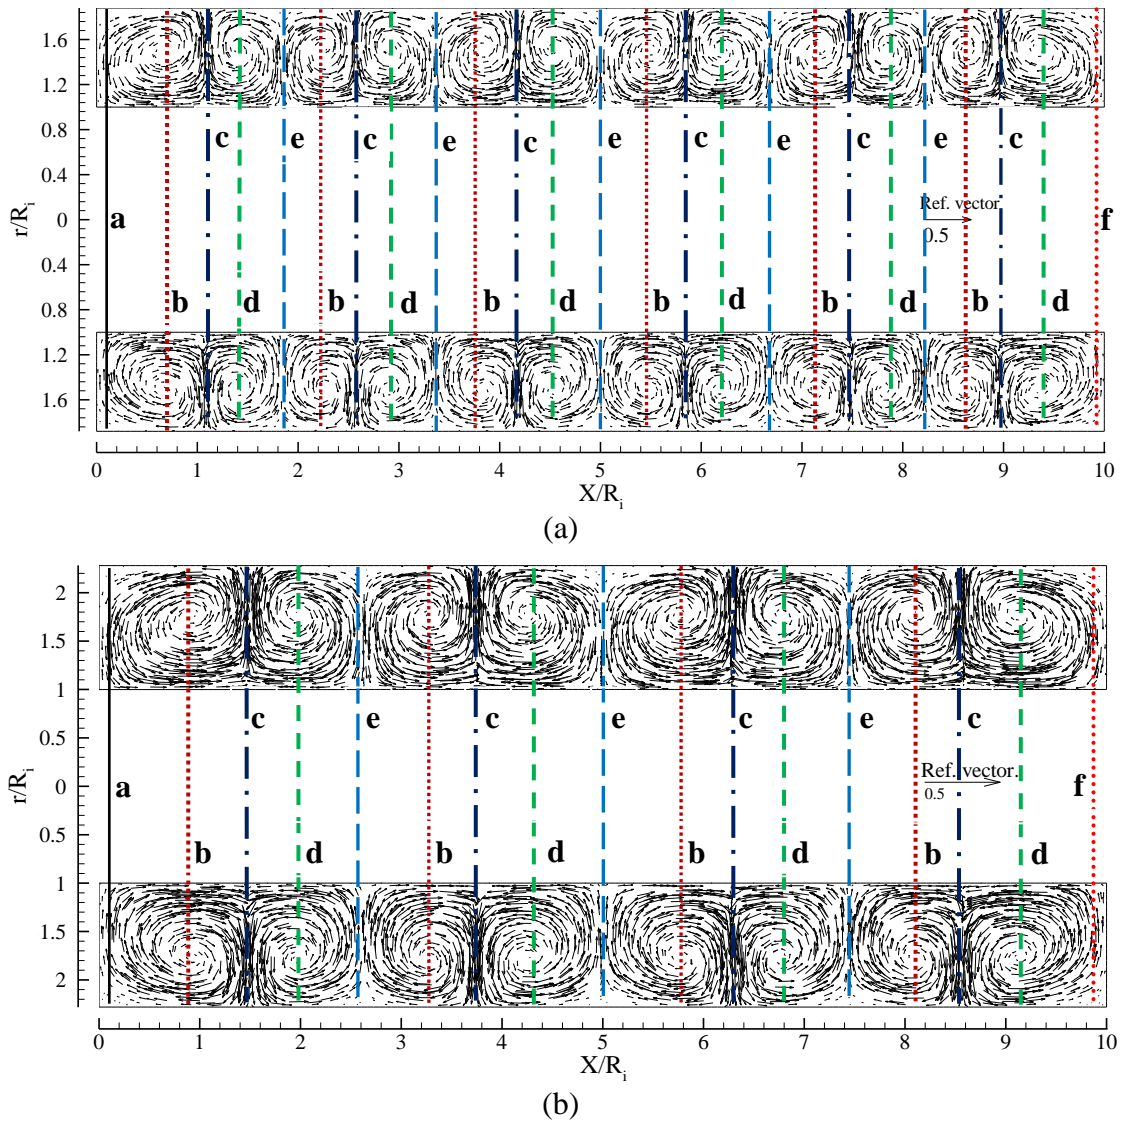 1.6
1.2
0.8
0.4
0
0.4
0.8
1.2
1.6
r/Ri
c e c e c c e c e c
Ref. vector
0.5
a f
b d b d b d b d b d b d
0 1 2 3 4 5 6 7 8 9 10
X/Ri
(a)
2
1.5
1
0.5
0
0.5
1
1.5
2
r/Ri
c e c e c e c
Ref. vector.
0.5
a f
b d b d b d b d
0 1 2 3 4 5 6 7 8 9 10
X/Ri
(b)